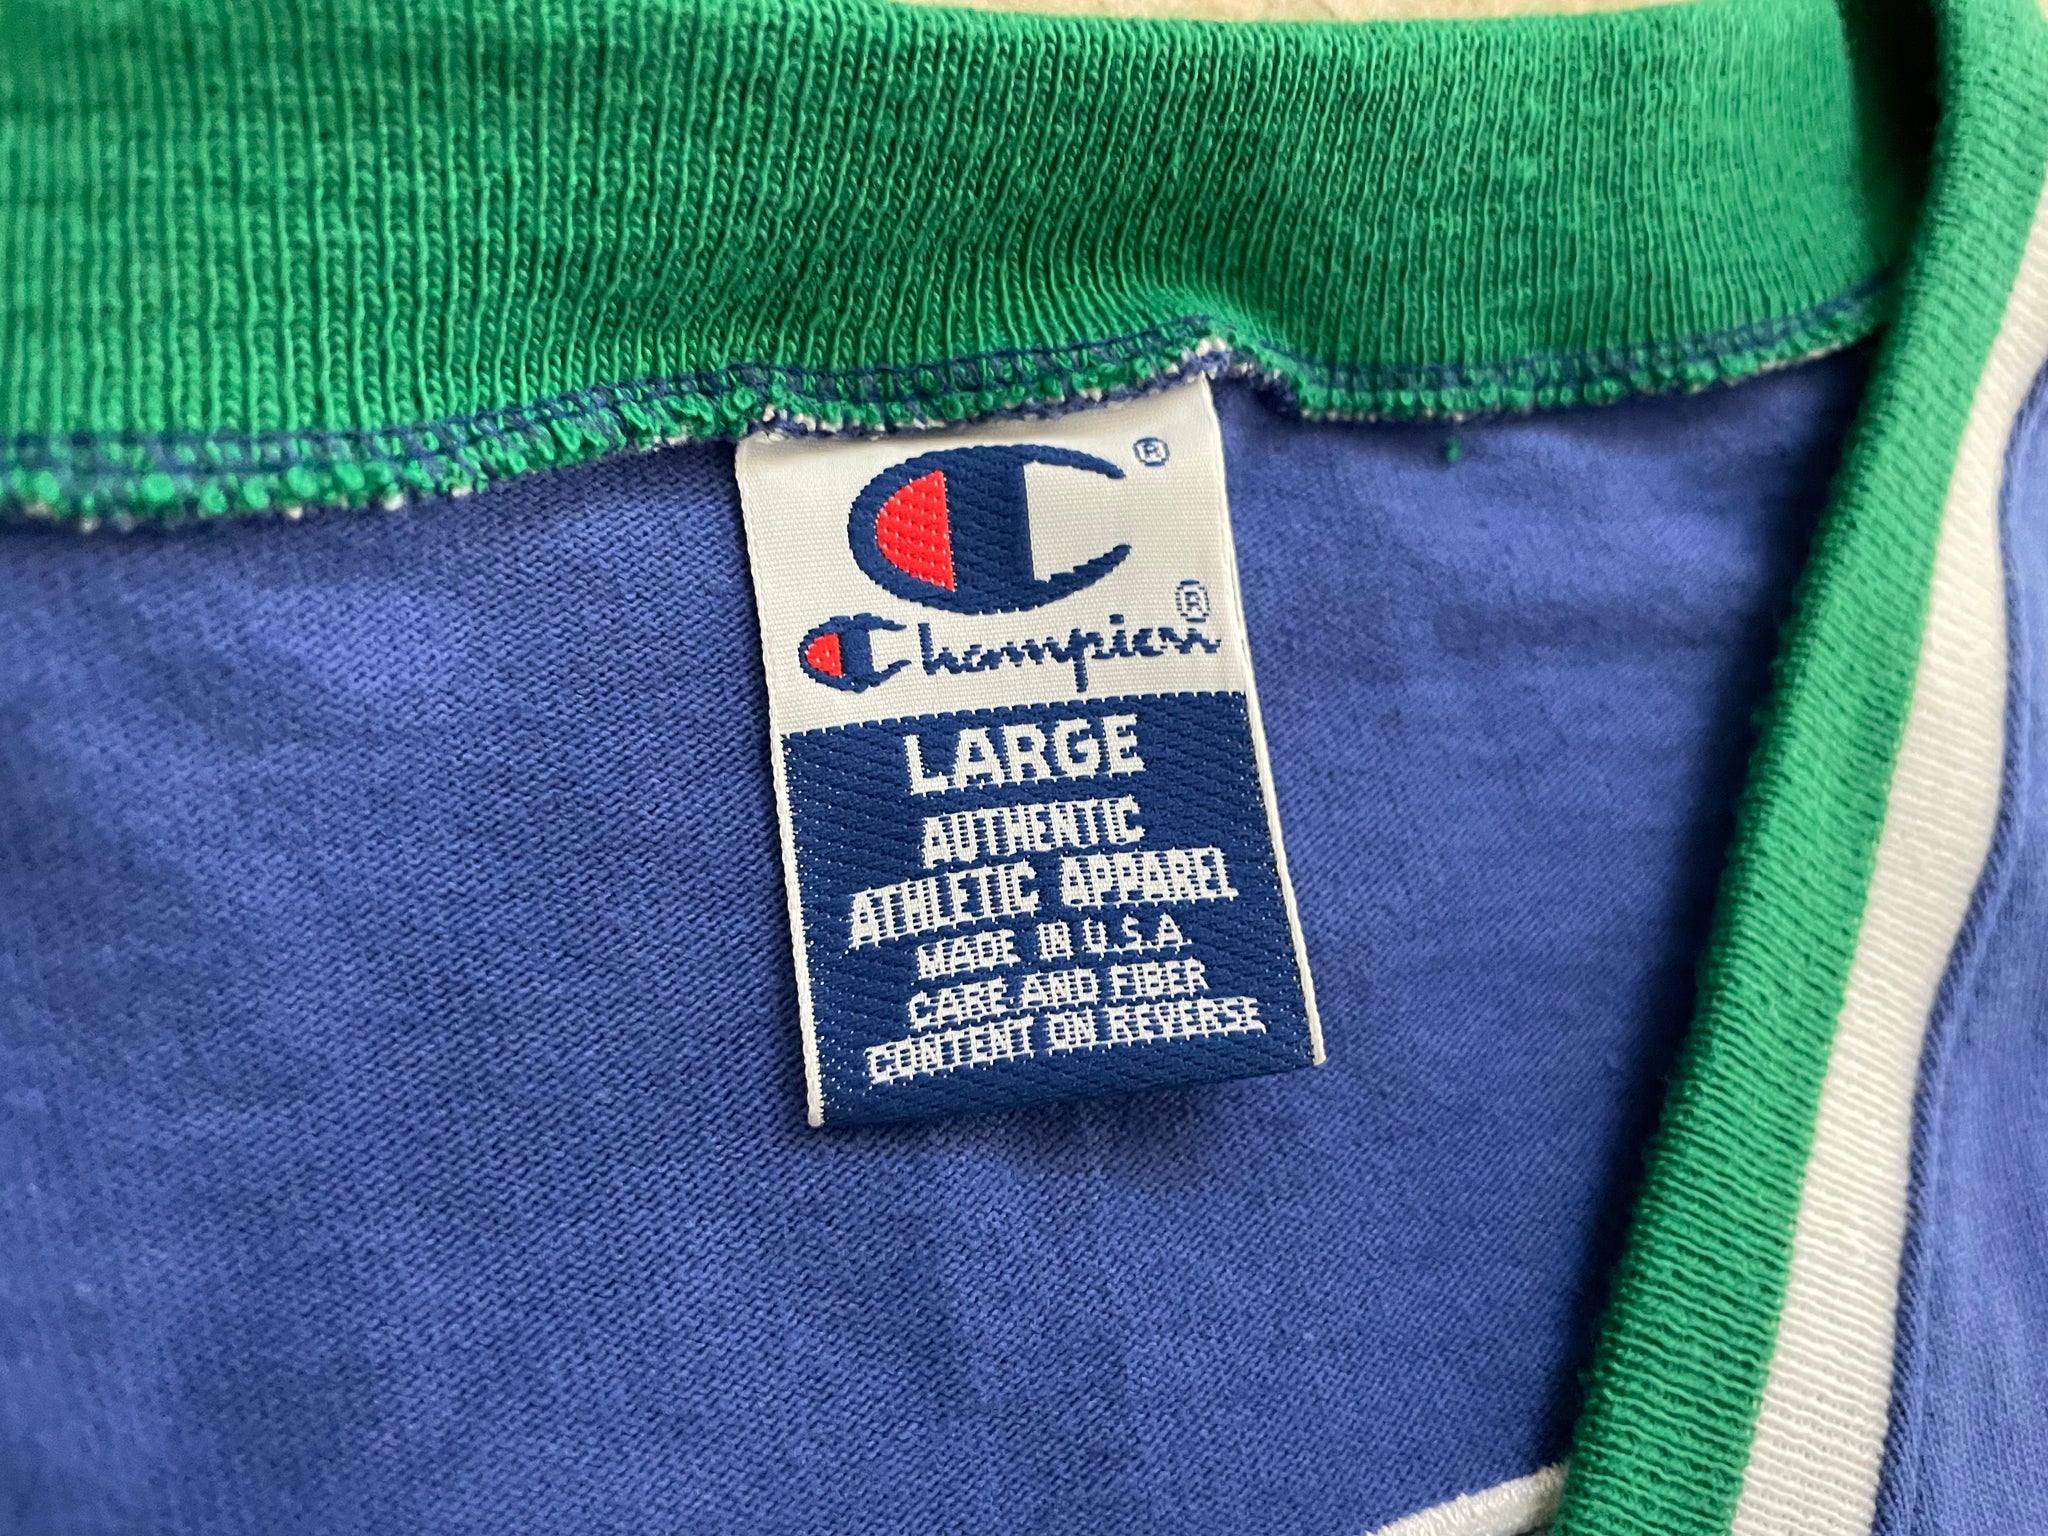 ®
Champion®
LARGE
AUTHENTIC
ATHLETIC APPAREL
MADE IN U.S.A.
CARE AND FIBER
CONTENT ON REVERSE